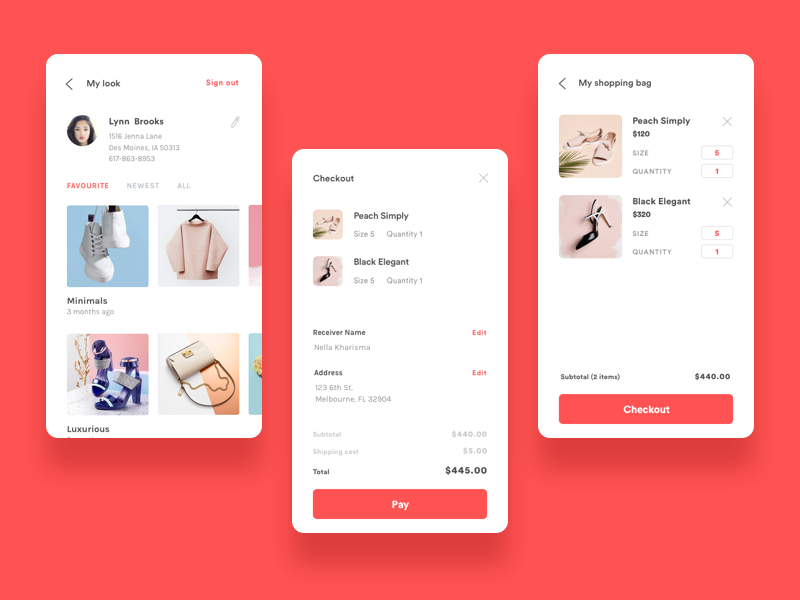 My look
Sign out
Lynn Brooks
1516 Jenna Lane
Des Moines, IA 50313
617-863-8953
FAVOURITE NEWEST ALL
Minimals
3 months ago
Luxurious
Checkout
Peach Simply
Size 5 Quantity 1
Black Elegant
Size 5 Quantity 1
Receiver Name Edit
Nella Kharisma
Address Edit
123 6th St.
Melbourne, FL 32904
Subtotal $440.00
Shipping cost $5.00
Total $445.00
Pay
My shopping bag
Peach Simply
$120
SIZE 5
QUANTITY 1
Black Elegant
$320
SIZE 5
QUANTITY 1
Subtotal (2 items) $440.00
Checkout